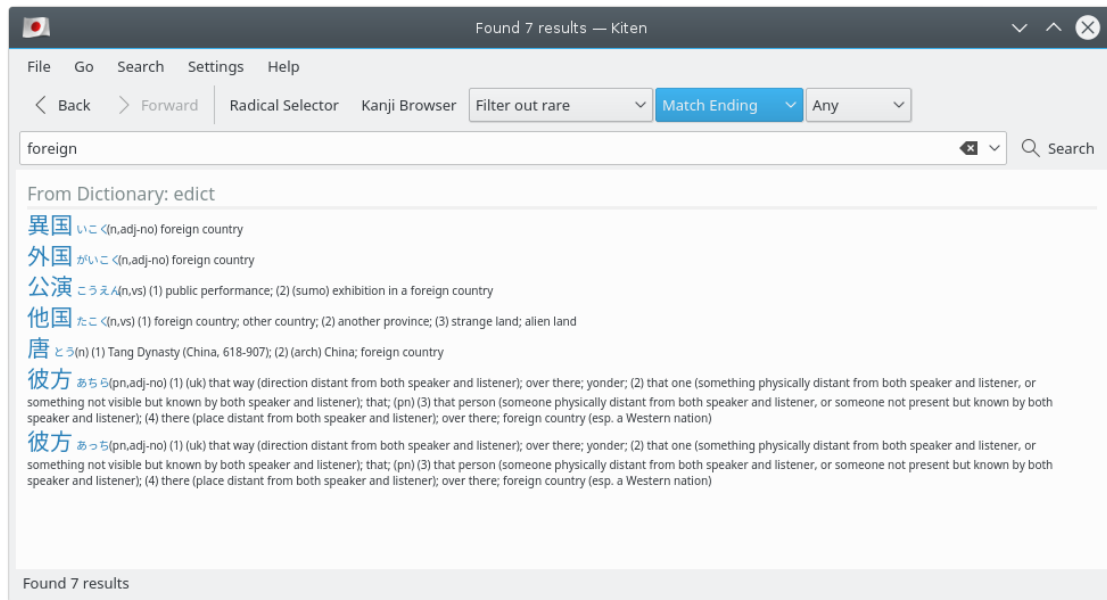 Found 7 results — Kiten
File Go Search Settings Help
Back Forward Radical Selector Kanji Browser Filter out rare Match Ending Any
foreign Search
From Dictionary: edict
異国 いこく(n,adj-no) foreign country
外国 がいこく(n,adj-no) foreign country
公演 こうえん(n,vs) (1) public performance; (2) (sumo) exhibition in a foreign country
他国 たこく(n,vs) (1) foreign country; other country; (2) another province; (3) strange land; alien land
唐 とう(n) (1) Tang Dynasty (China, 618-907); (2) (arch) China; foreign country
彼方 あちら(pn,adj-no) (1) (uk) that way (direction distant from both speaker and listener); over there; yonder; (2) that one (something physically distant from both speaker and listener, or
something not visible but known by both speaker and listener); that; (pn) (3) that person (someone physically distant from both speaker and listener, or someone not present but known by both
speaker and listener); (4) there (place distant from both speaker and listener); over there; foreign country (esp. a Western nation)
彼方 あっち(pn,adj-no) (1) (uk) that way (direction distant from both speaker and listener); over there; yonder; (2) that one (something physically distant from both speaker and listener, or
something not visible but known by both speaker and listener); that; (pn) (3) that person (someone physically distant from both speaker and listener, or someone not present but known by both
speaker and listener); (4) there (place distant from both speaker and listener); over there; foreign country (esp. a Western nation)
Found 7 results